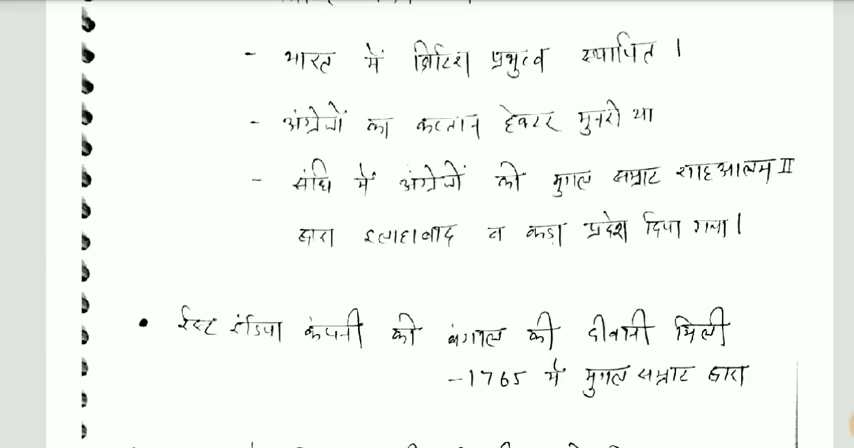 - भारत में ब्रिटिश प्रभुत्व स्थापित ।
- अंग्रेजों का कप्तान हेक्टर मुनरो था
- संधि में अंग्रेजों को मुगल सम्राट शाहआलम II
द्वारा इलाहाबाद व कड़ा प्रदेश दिया गया ।
• ईस्ट इंडिया कंपनी को बंगाल की दीवानी मिली
- 1765 में मुगल सम्राट द्वारा